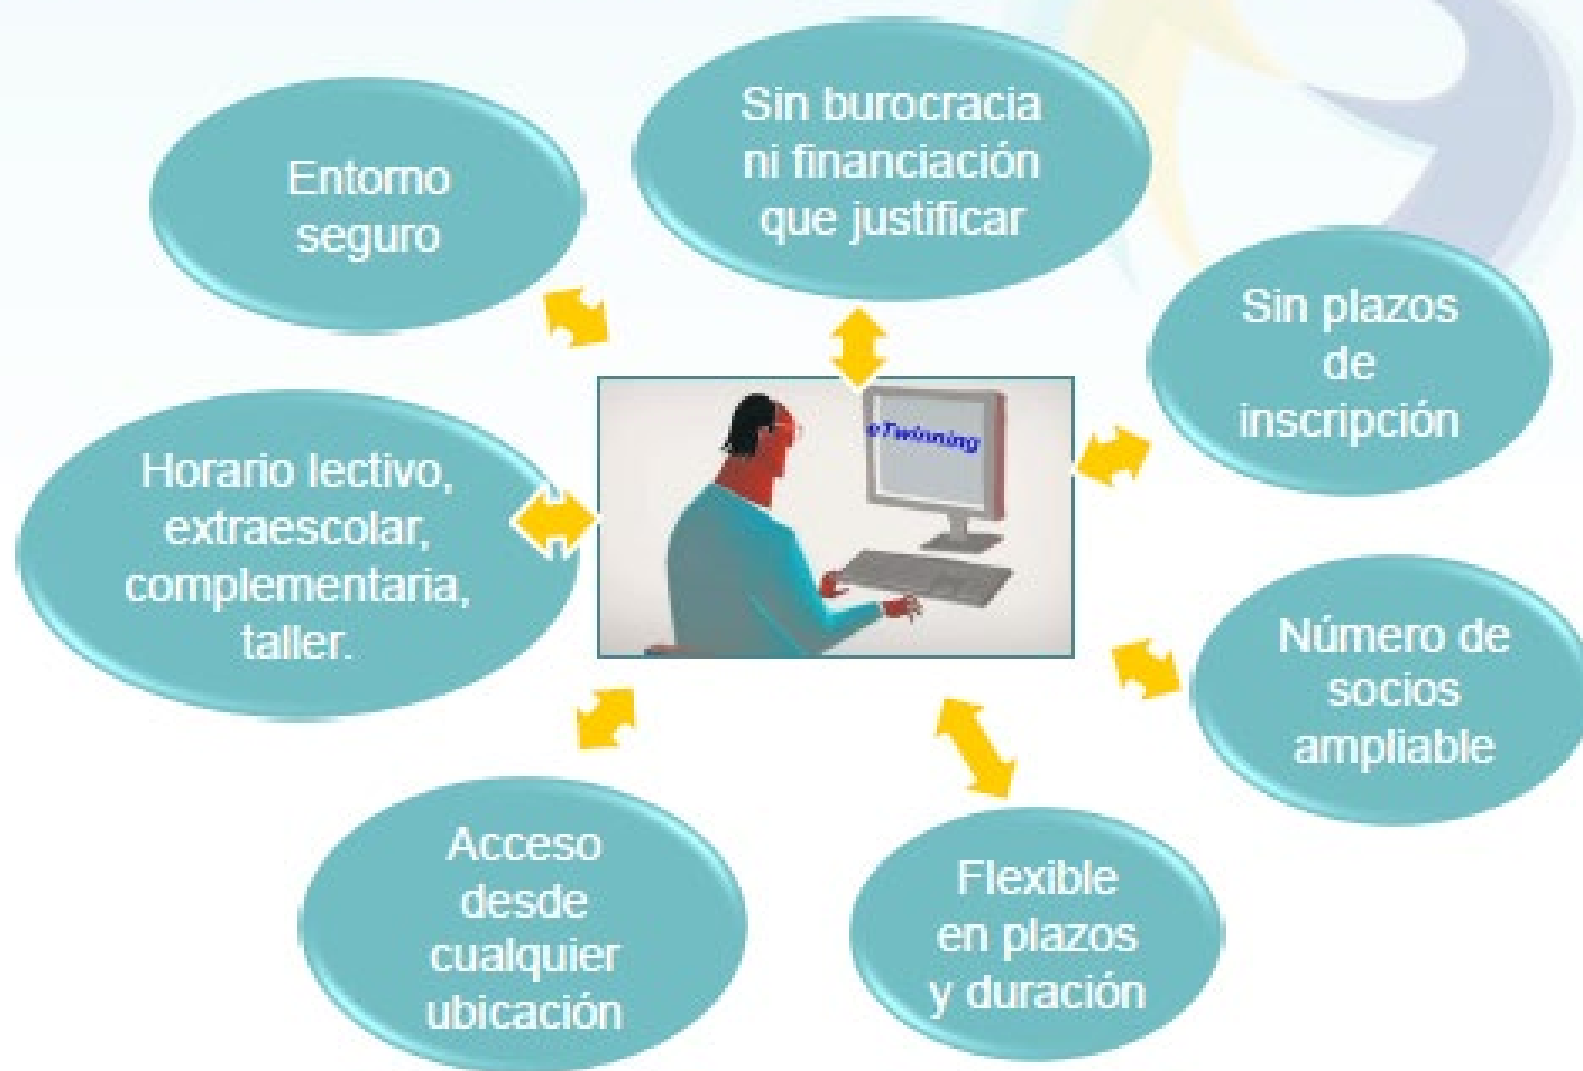 Sin burocracia
ni financiación
que justificar
Entorno
seguro
Sin plazos
de
inscripción
eTwinning
Horario lectivo,
extraescolar,
complementaria,
taller.
Número de
socios
ampliable
Acceso
desde
cualquier
ubicación
Flexible
en plazos
y duración